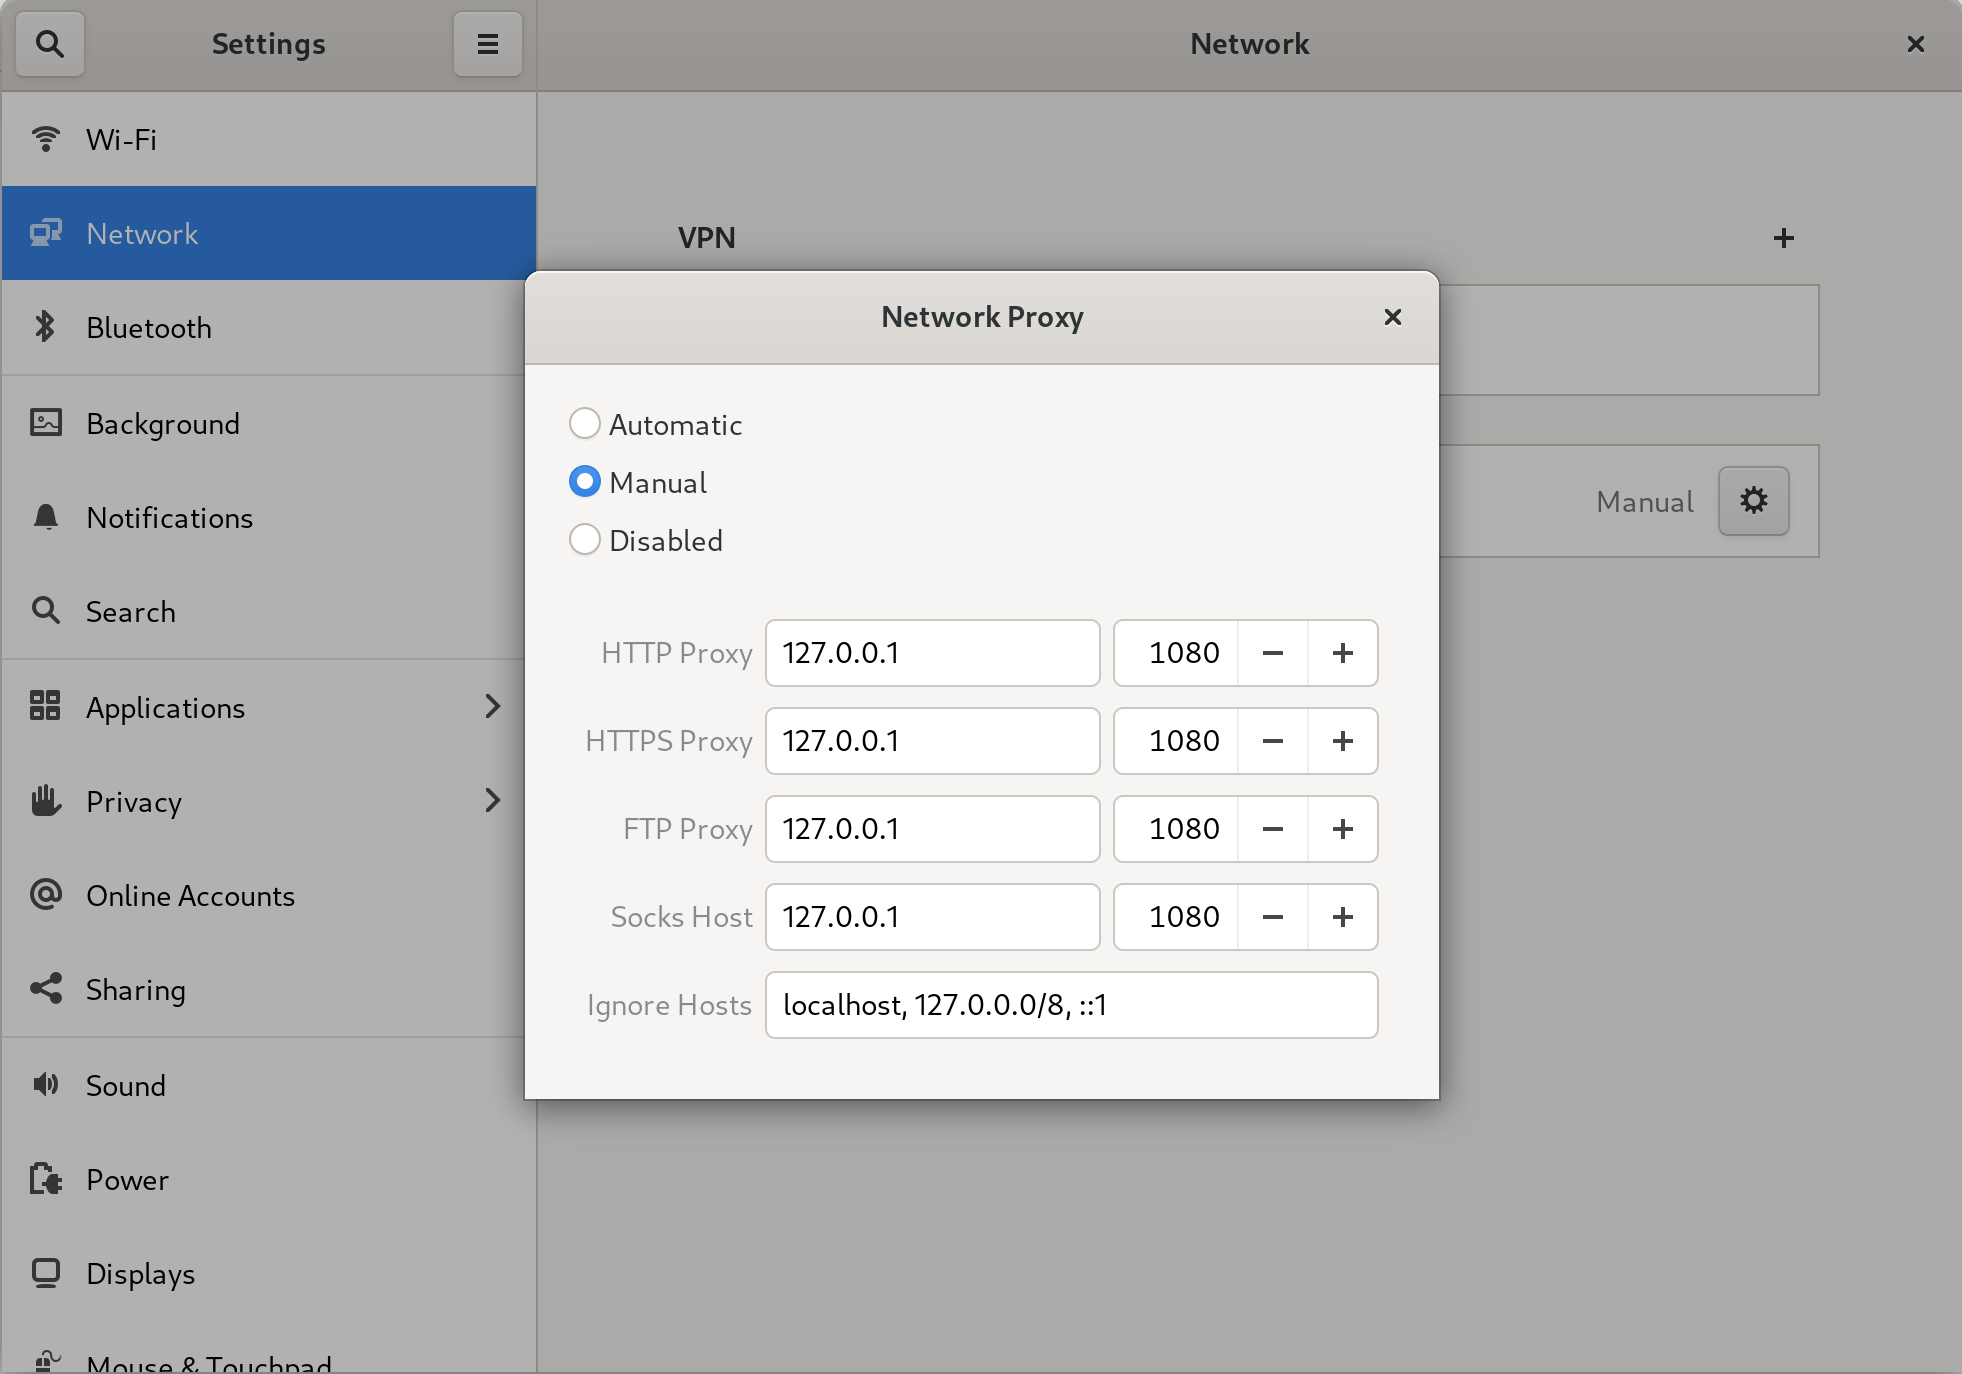 Settings
Network
Wi-Fi
Network
Bluetooth
Background
Notifications
Search
Applications
Privacy
Online Accounts
Sharing
Sound
Power
Displays
Mouse & Touchpad
VPN
Manual
Network Proxy
Automatic
Manual
Disabled
HTTP Proxy 127.0.0.1 1080
HTTPS Proxy 127.0.0.1 1080
FTP Proxy 127.0.0.1 1080
Socks Host 127.0.0.1 1080
Ignore Hosts localhost, 127.0.0.0/8, ::1